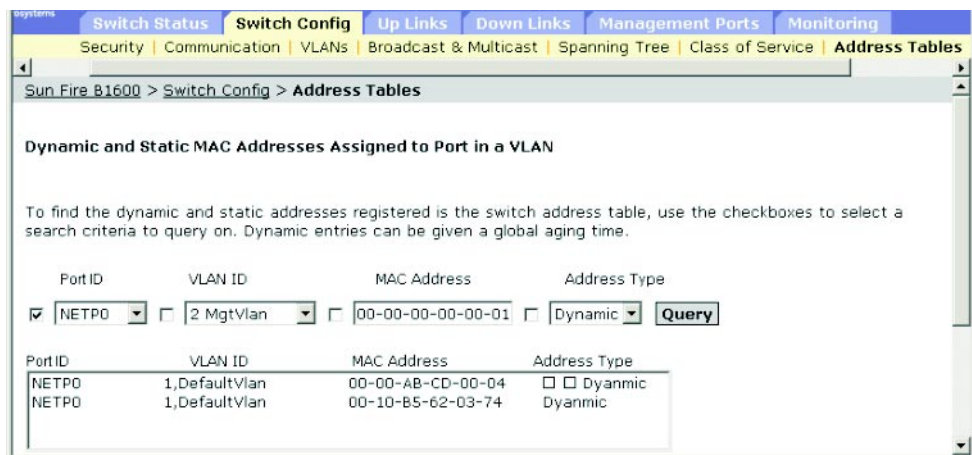 osystems
Switch Status Switch Config Up Links Down Links Management Ports Monitoring
Security | Communication | VLANs | Broadcast & Multicast | Spanning Tree | Class of Service | Address Tables
Sun Fire B1600 > Switch Config > Address Tables
Dynamic and Static MAC Addresses Assigned to Port in a VLAN
To find the dynamic and static addresses registered is the switch address table, use the checkboxes to select a
search criteria to query on. Dynamic entries can be given a global aging time.
Port ID VLAN ID MAC Address Address Type
NETP0 2 MgtVlan 00-00-00-00-00-01 Dynamic Query
Port ID VLAN ID MAC Address Address Type
NETP0 1,DefaultVlan 00-00-AB-CD-00-04 Dyanmic
NETP0 1,DefaultVlan 00-10-B5-62-03-74 Dyanmic